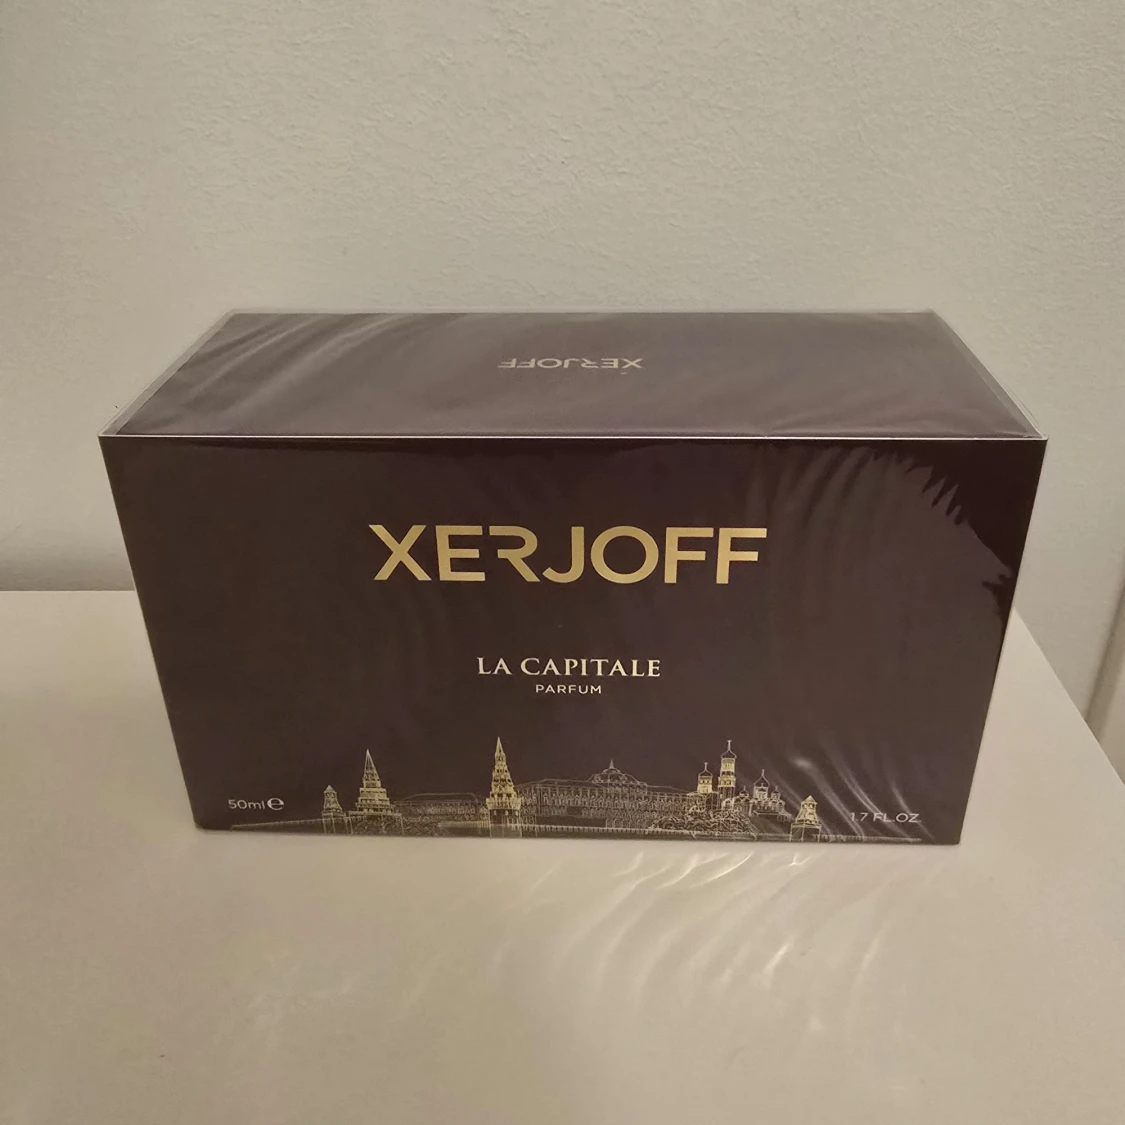 XERJOFF
XERJOFF
LA CAPITALE
PARFUM
50ml℮
1.7 FL.OZ